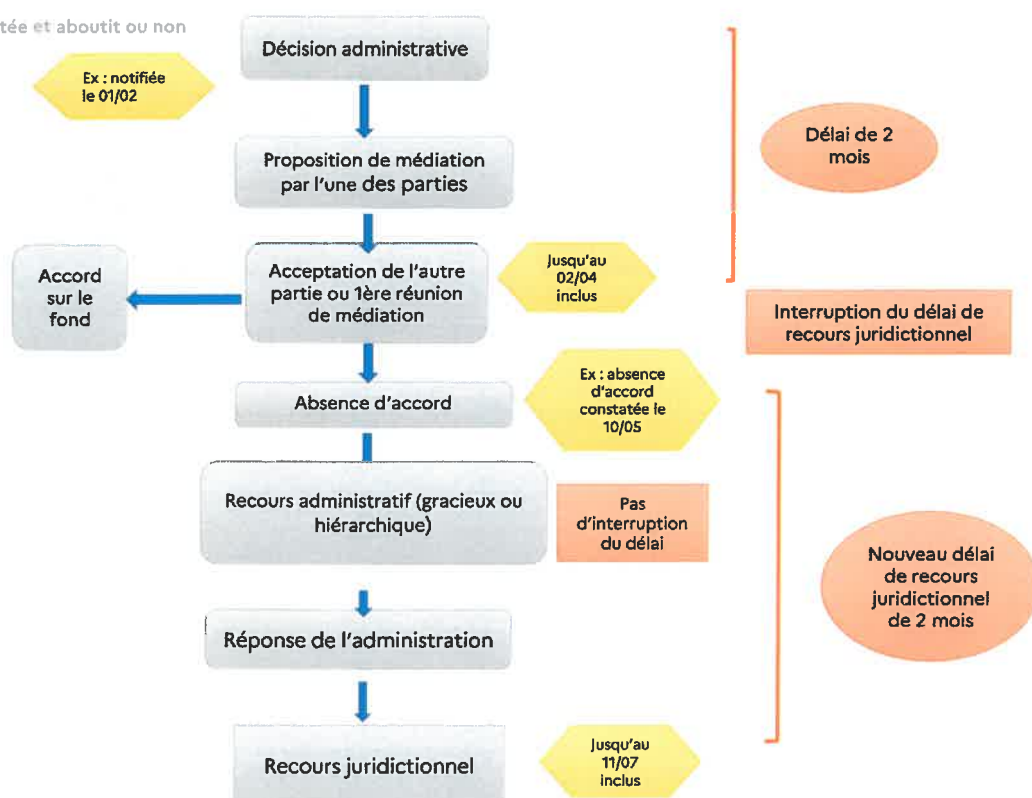 tée et aboutit ou non
Décision administrative
Ex : notifiée
le 01/02
Délai de 2
mois
Proposition de médiation
par l'une des parties
Accord
sur le
fond
Acceptation de l'autre
partie ou 1ère réunion
de médiation
Jusqu'au
02/04
inclus
Interruption du délai de
recours juridictionnel
Absence d'accord
Ex : absence
d'accord
constatée le
10/05
Recours administratif (gracieux ou
hiérarchique)
Pas
d'interruption
du délai
Nouveau délai
de recours
juridictionnel
de 2 mois
Réponse de l'administration
Recours juridictionnel
Jusqu'au
11/07
inclus